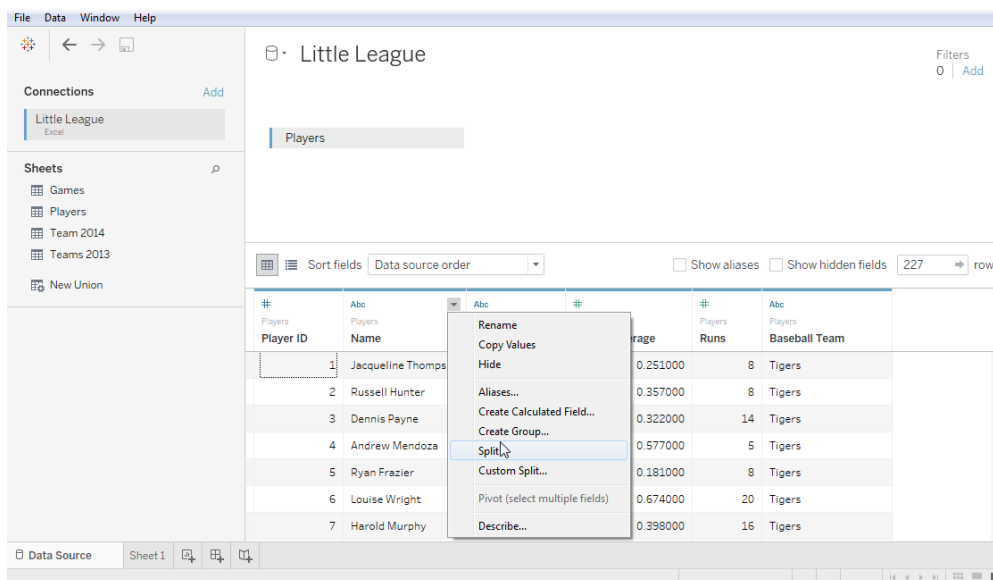 File Data Window Help
Little League
Filters
0 Add
Connections Add
Little League
Excel
Players
Sheets
Games
Players
Team 2014
Teams 2013
New Union
Sort fields Data source order Show aliases Show hidden fields 227 row
# Abc Abc # # Abc
Players Players Players Players
Player ID Name rage Runs Baseball Team
1 Jacqueline Thomps 0.251000 8 Tigers
2 Russell Hunter 0.357000 8 Tigers
3 Dennis Payne 0.322000 14 Tigers
4 Andrew Mendoza 0.577000 5 Tigers
5 Ryan Frazier 0.181000 8 Tigers
6 Louise Wright 0.674000 20 Tigers
7 Harold Murphy 0.398000 16 Tigers
Rename
Copy Values
Hide
Aliases...
Create Calculated Field...
Create Group...
Split
Custom Split...
Pivot (select multiple fields)
Describe...
Data Source Sheet 1